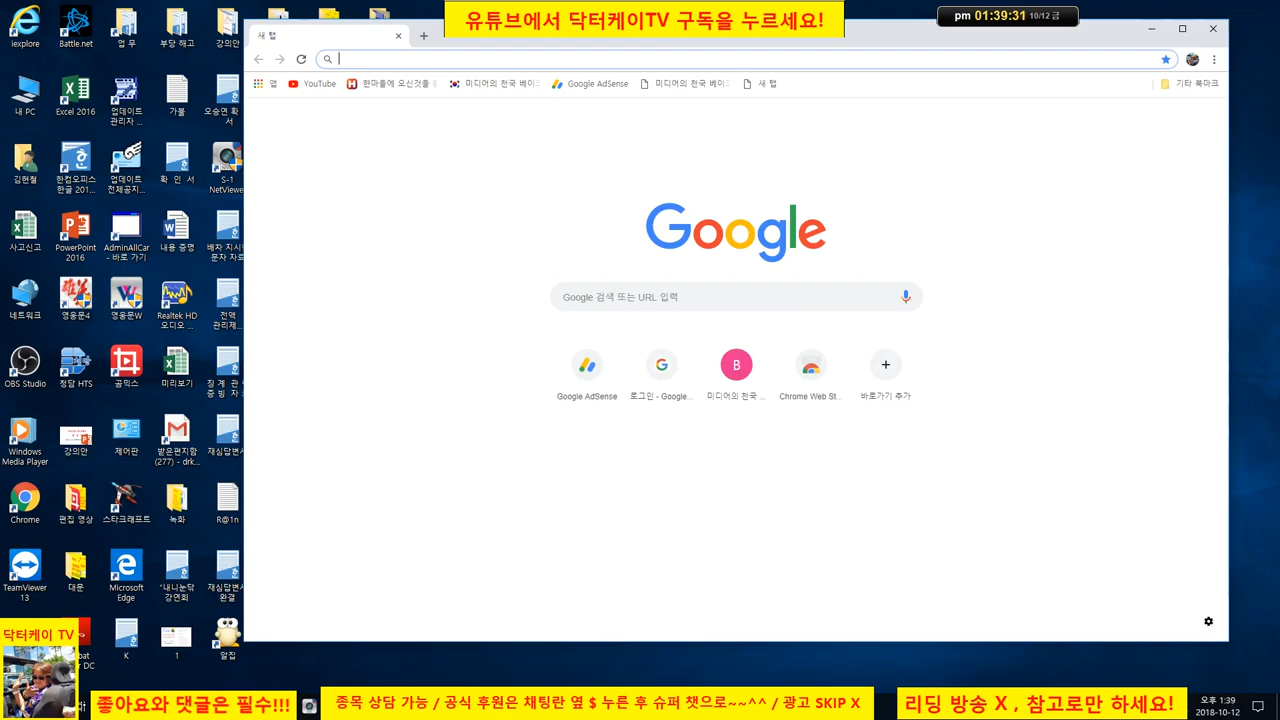 유튜브에서 닥터케이TV 구독을 누르세요!
pm 01:39:31 10/12 금
새 탭
앱
YouTube
한마들에 오신것을
미디어의 천국 베이
Google AdSense
미디어의 천국 베이
새 탭
기타 북마크
Google
Google 검색 또는 URL 입력
Google AdSense
로그인 - Google...
B
미디어의 천국 ...
Chrome Web St...
바로가기 추가
iexplore
Battle.net
업 무
부당 해고
강의안
내 PC
Excel 2016
업데이트
관리자 ...
가불
오승연 확
서
김현철
한컴오피스
한글 201...
업데이트
전체공지...
확 인 서
S-1
NetViewe
사고신고
PowerPoint
2016
AdminAllCar
- 바로 가기
내용 증명
배차 지시
문자 자료
네트워크
영웅문4
영웅문W
Realtek HD
오디오 ...
전액
관리제
OBS Studio
청담 HTS
곰믹스
미리보기
징 계 관
증 빙 자
Windows
Media Player
강의안
제어판
받은편지함
(277) - drk...
재심답변서
Chrome
편집 영상
스타크래프트
녹화
R@1n
TeamViewer
13
대문
Microsoft
Edge
"내니눈닦
강연회
재심답변서
완결
닥터케이 TV
bat
DC
K
1
알집
좋아요와 댓글은 필수!!!
종목 상담 가능 / 공식 후원은 채팅란 옆 $ 누른 후 슈퍼 챗으로~~^^ / 광고 SKIP X
리딩 방송 X , 참고로만 하세요!
오후 1:39
2018-10-12